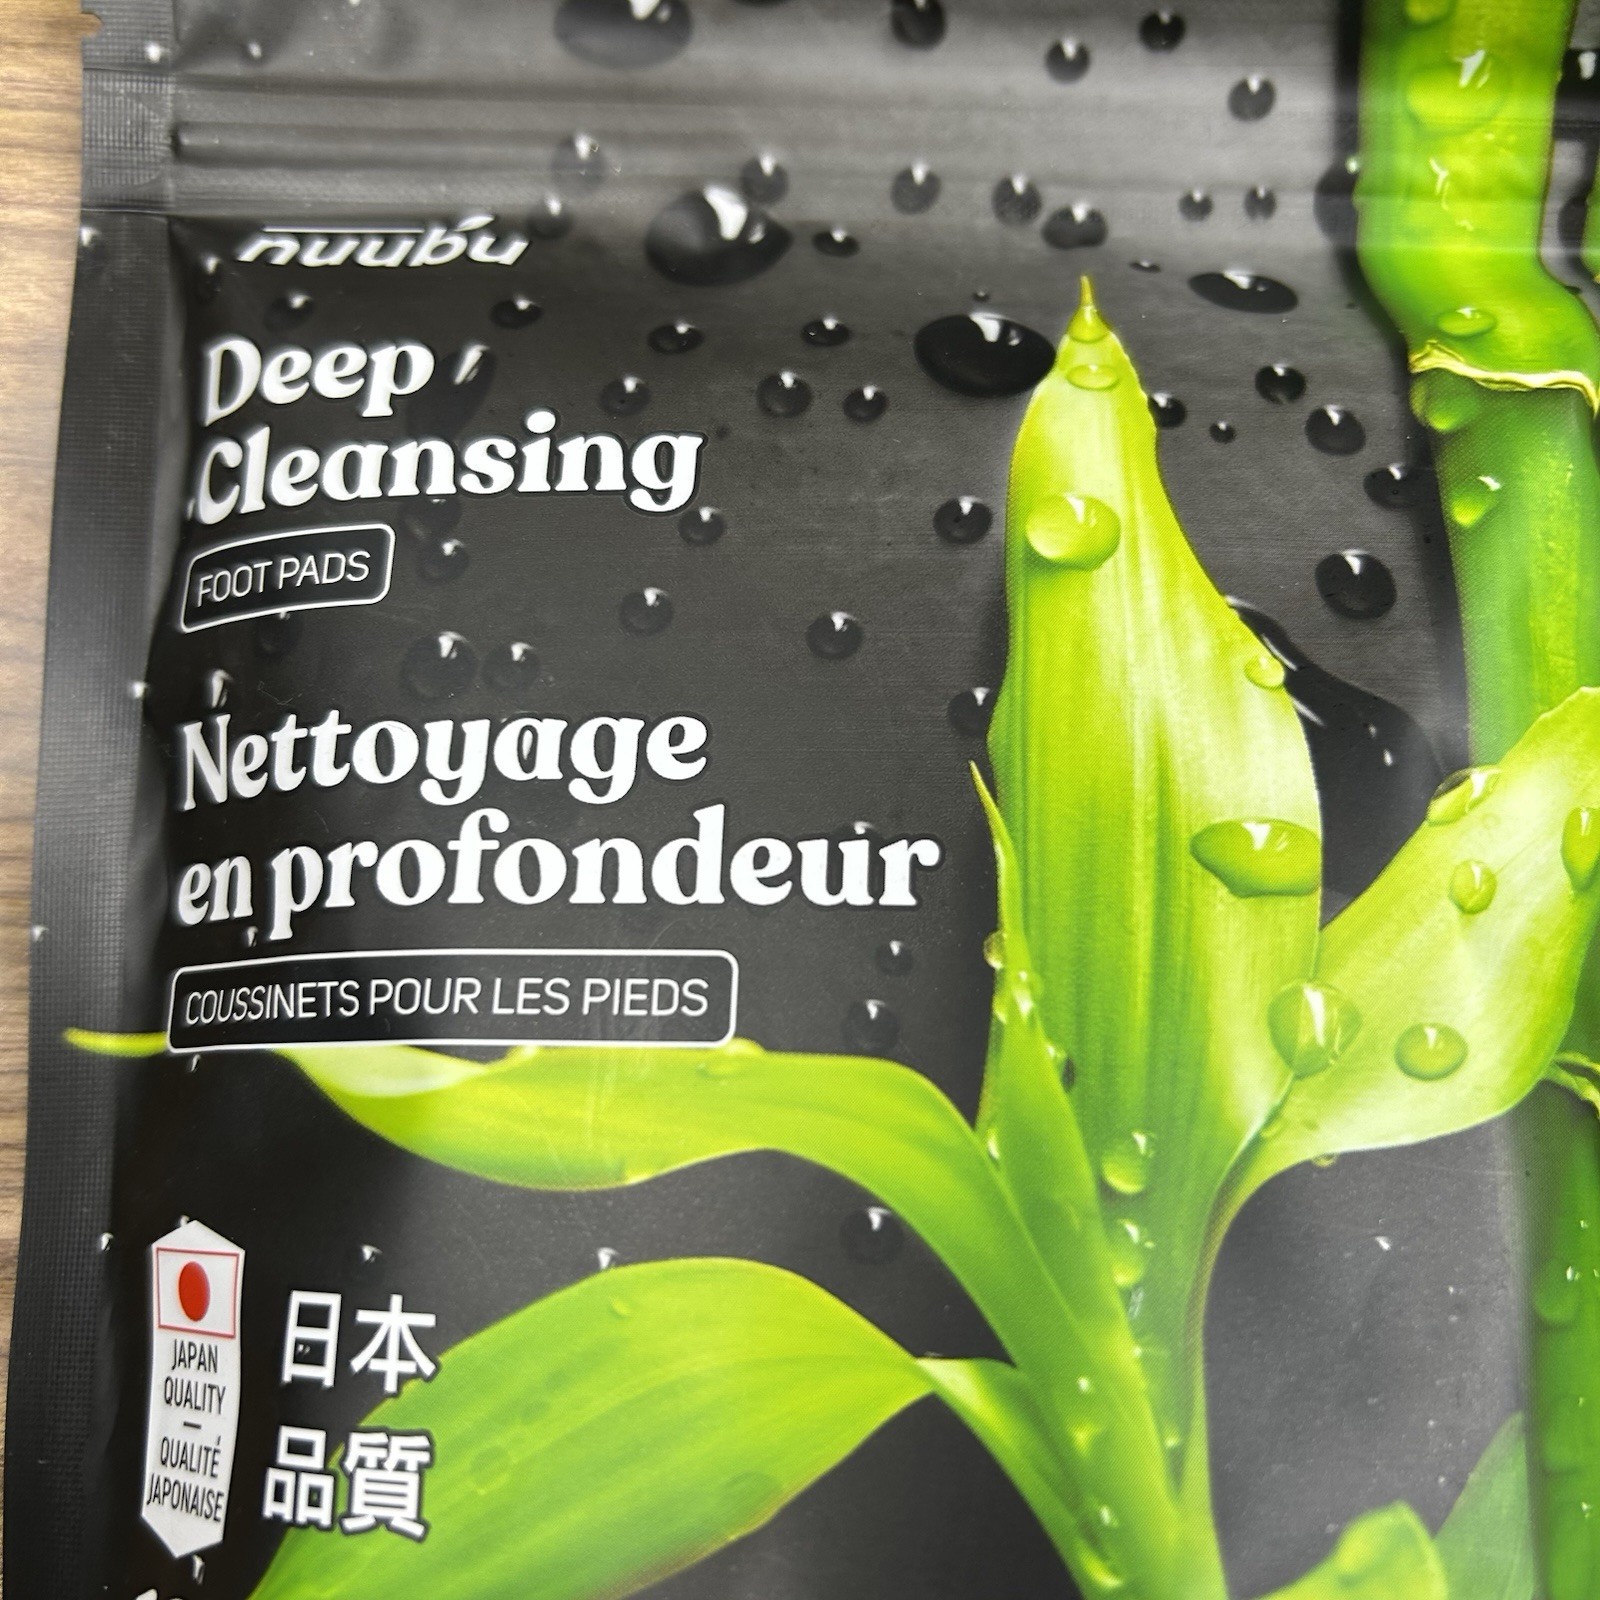 nuubu
Deep
Cleansing
FOOT PADS
Nettoyage
en profondeur
COUSSINETS POUR LES PIEDS
JAPAN
QUALITY
—
QUALITÉ
JAPONAISE
日本
品質